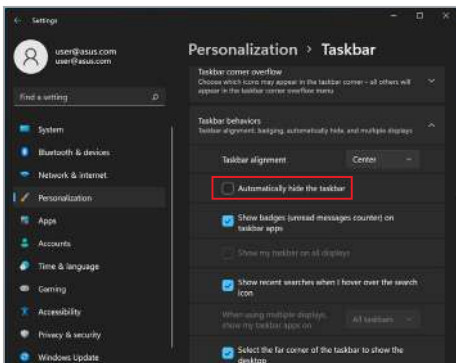 Settings
user@asus.com
user@asus.com
Find a setting
System
Bluetooth & devices
Network & internet
Personalization
Apps
Accounts
Time & language
Gaming
Accessibility
Privacy & security
Windows Update
Personalization > Taskbar
Taskbar corner overflow
Choose which icons may appear in the taskbar corner – all others will
appear in the taskbar corner overflow menu
Taskbar behaviors
Taskbar alignment, badging, automatically hide, and multiple displays
Taskbar alignment
Center
Automatically hide the taskbar
Show badges (unread messages counter) on
taskbar apps
Show my taskbar on all displays
Show recent searches when I hover over the search
icon
When using multiple displays,
show my taskbar apps on
All taskbars
Select the far corner of the taskbar to show the
desktop